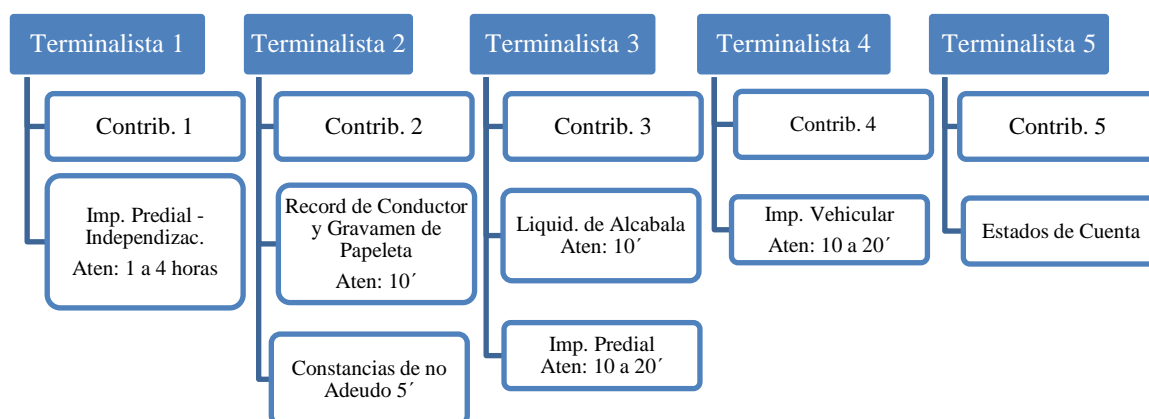 Terminalista 1
Contrib. 1
Imp. Predial -
Independizac.
Aten: 1 a 4 horas
Terminalista 2
Contrib. 2
Record de Conductor
y Gravamen de
Papeleta
Aten: 10´
Constancias de no
Adeudo 5´
Terminalista 3
Contrib. 3
Liquid. de Alcabala
Aten: 10´
Imp. Predial
Aten: 10 a 20´
Terminalista 4
Contrib. 4
Imp. Vehicular
Aten: 10 a 20´
Terminalista 5
Contrib. 5
Estados de Cuenta